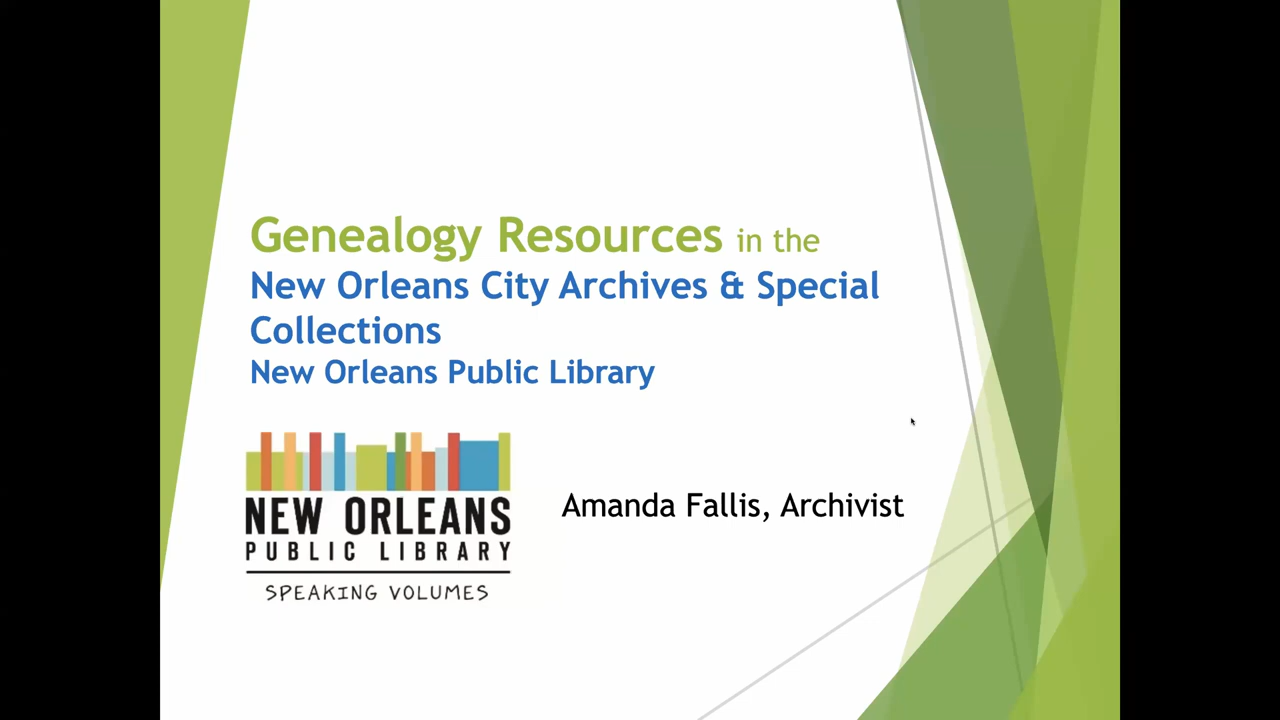 Genealogy Resources in the
New Orleans City Archives & Special
Collections
New Orleans Public Library
NEW ORLEANS
PUBLIC LIBRARY
SPEAKING VOLUMES
Amanda Fallis, Archivist